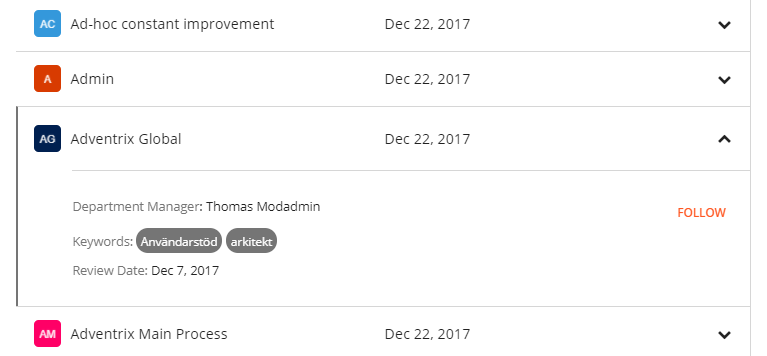 AC Ad-hoc constant improvement Dec 22, 2017
A Admin Dec 22, 2017
AG Adventrix Global Dec 22, 2017
Department Manager: Thomas Modadmin
FOLLOW
Keywords: Användarstöd arkitekt
Review Date: Dec 7, 2017
AM Adventrix Main Process Dec 22, 2017